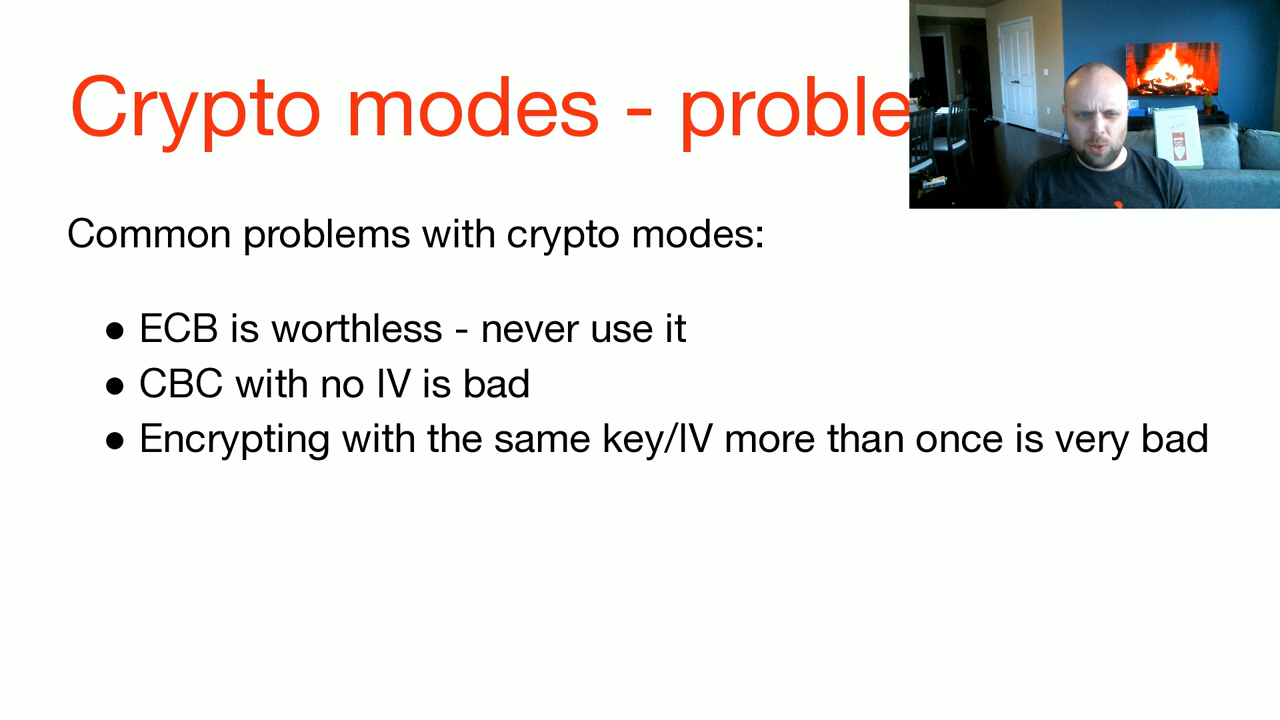 Crypto modes - proble
Common problems with crypto modes:
● ECB is worthless - never use it
● CBC with no IV is bad
● Encrypting with the same key/IV more than once is very bad